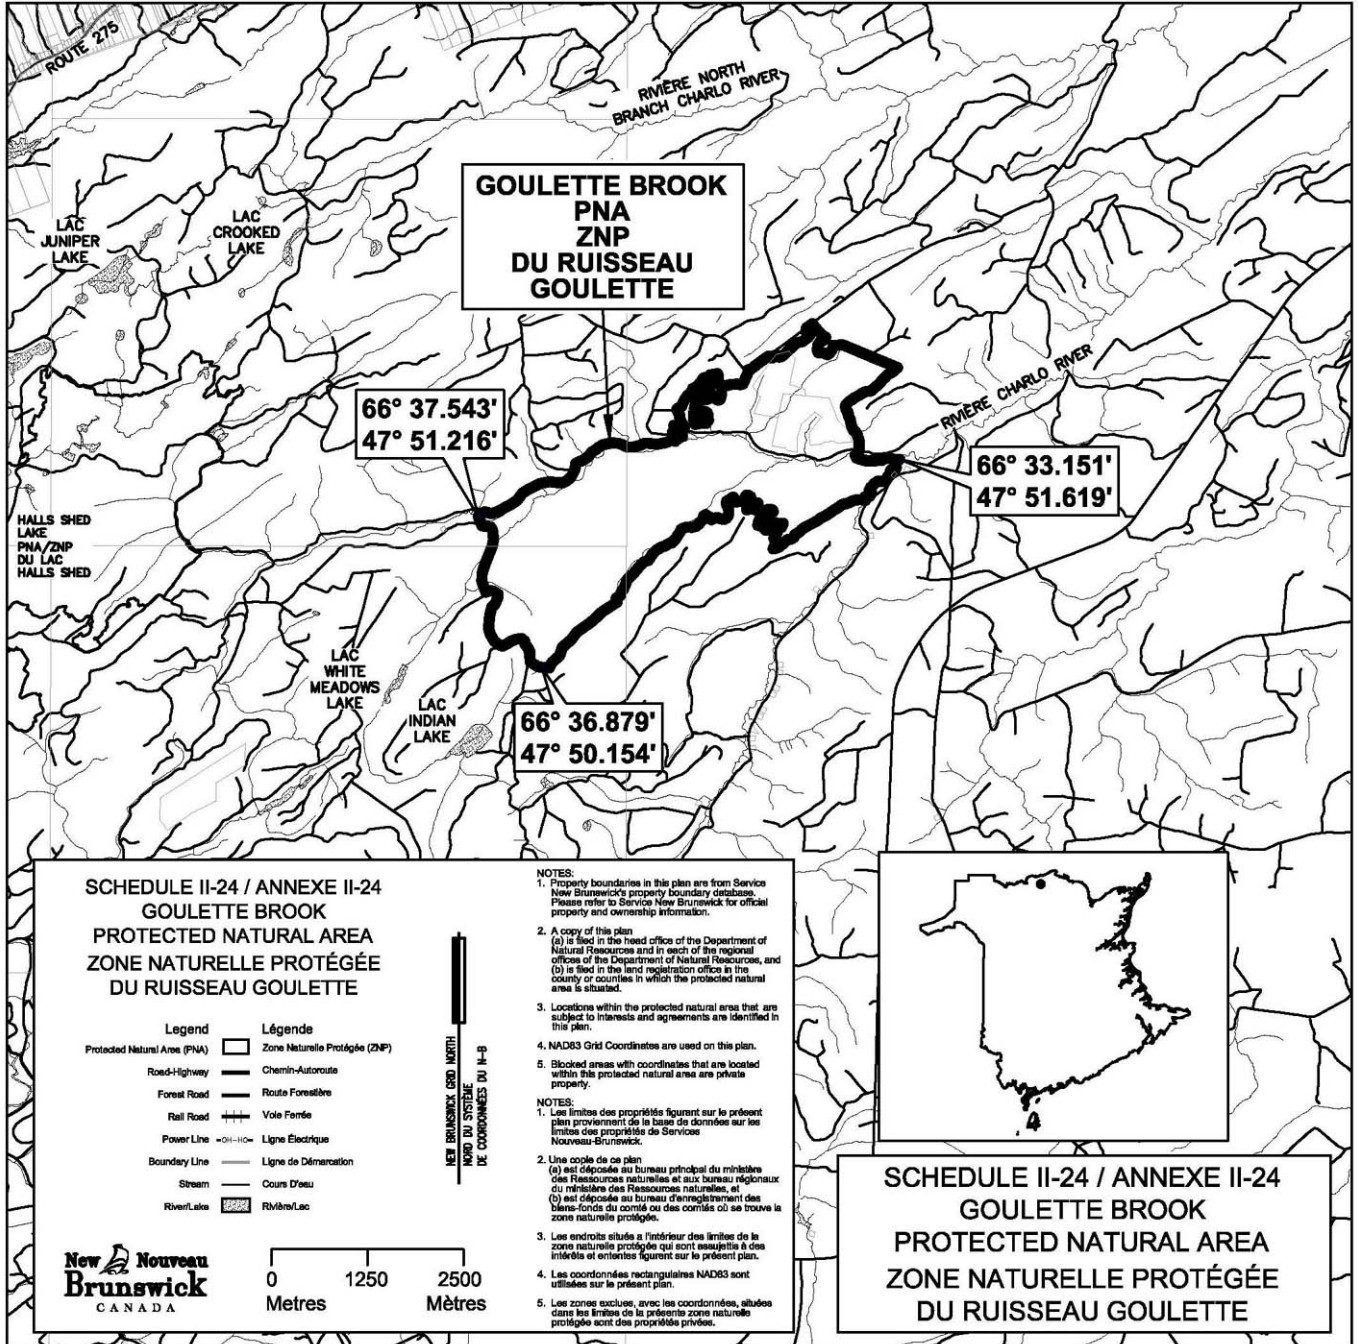 ROUTE 275
RIVIÈRE NORTH
BRANCH CHARLO RIVER
GOULETTE BROOK
PNA
ZNP
DU RUISSEAU
GOULETTE
LAC
JUNIPER
LAKE
LAC
CROOKED
LAKE
66° 37.543'
47° 51.216'
RIVIÈRE CHARLO RIVER
66° 33.151'
47° 51.619'
HALLS SHED
LAKE
PNA/ZNP
DU LAC
HALLS SHED
LAC
WHITE
MEADOWS
LAKE
LAC
INDIAN
LAKE
66° 36.879'
47° 50.154'
SCHEDULE II-24 / ANNEXE II-24
GOULETTE BROOK
PROTECTED NATURAL AREA
ZONE NATURELLE PROTÉGÉE
DU RUISSEAU GOULETTE
Legend Légende
Protected Natural Area (PNA) Zone Naturelle Protégée (ZNP)
Road-Highway Chemin-Autoroute
Forest Road Route Forestière
Rail Road Voie Ferrée
Power Line -OH-HO- Ligne Électrique
Boundary Line Ligne de Démarcation
Stream Cours D'eau
River/Lake Rivière/Lac
NEW BRUNSWICK GRID NORTH
NORD DU SYSTÈME
DE COORDONNÉES DU N-B
New Nouveau
Brunswick
CANADA
0 1250 2500
Metres Mètres
NOTES:
1. Property boundaries in this plan are from Service
New Brunswick's property boundary database.
Please refer to Service New Brunswick for official
property and ownership information.
2. A copy of this plan
(a) is filed in the head office of the Department of
Natural Resources and in each of the regional
offices of the Department of Natural Resources, and
(b) is filed in the land registration office in the
county or counties in which the protected natural
area is situated.
3. Locations within the protected natural area that are
subject to interests and agreements are identified in
this plan.
4. NAD83 Grid Coordinates are used on this plan.
5. Blocked areas with coordinates that are located
within this protected natural area are private
property.
NOTES:
1. Les limites des propriétés figurant sur le présent
plan proviennent de la base de données sur les
limites des propriétés de Services
Nouveau-Brunswick.
2. Une copie de ce plan
(a) est déposée au bureau principal du ministère
des Ressources naturelles et aux bureau régionaux
du ministère des Ressources naturelles, et
(b) est déposée au bureau d'enregistrement des
biens-fonds du comté ou des comtés où se trouve la
zone naturelle protégée.
3. Les endroits situés a l'intérieur des limites de la
zone naturelle protégée qui sont assujettis à des
intérêts et ententes figurent sur le présent plan.
4. Les coordonnées rectangulaires NAD83 sont
utilisées sur le présent plan.
5. Les zones exclues, avec les coordonnées, situées
dans les limites de la présente zone naturelle
protégée sont des propriétés privées.
SCHEDULE II-24 / ANNEXE II-24
GOULETTE BROOK
PROTECTED NATURAL AREA
ZONE NATURELLE PROTÉGÉE
DU RUISSEAU GOULETTE